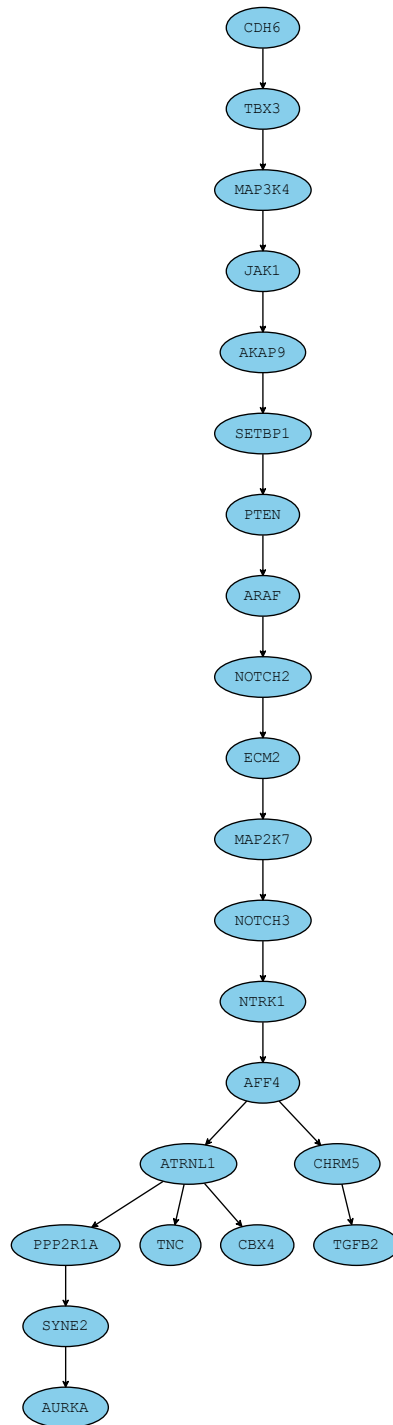 CDH6
TBX3
MAP3K4
JAK1
AKAP9
SETBP1
PTEN
ARAF
NOTCH2
ECM2
MAP2K7
NOTCH3
NTRK1
AFF4
ATRNL1 CHRM5
PPP2R1A TNC CBX4 TGFB2
SYNE2
AURKA